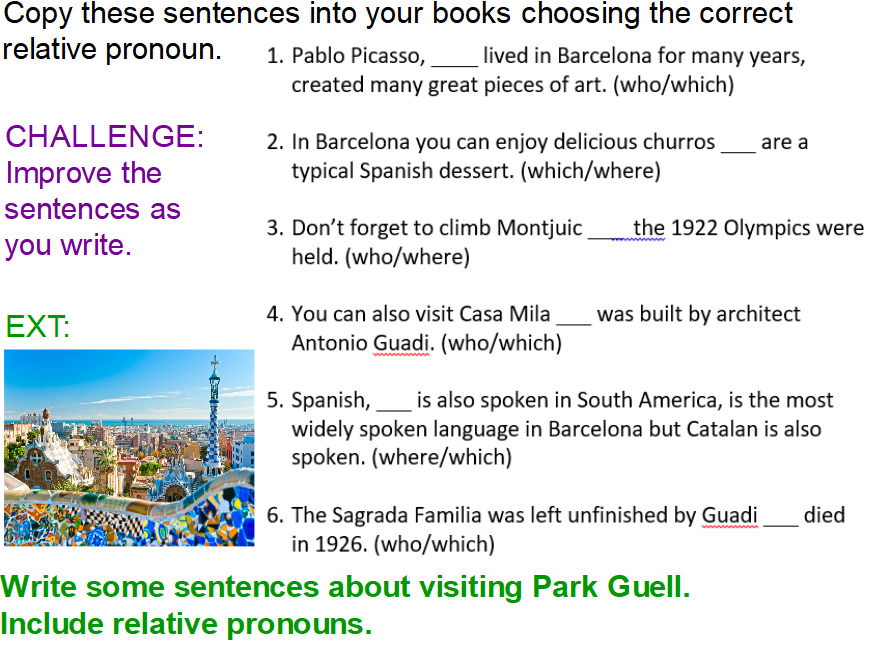 Copy these sentences into your books choosing the correct
relative pronoun.
1. Pablo Picasso, ____ lived in Barcelona for many years,
created many great pieces of art. (who/which)
CHALLENGE:
Improve the
sentences as
you write.
2. In Barcelona you can enjoy delicious churros ___ are a
typical Spanish dessert. (which/where)
3. Don’t forget to climb Montjuic ____ the 1922 Olympics were
held. (who/where)
EXT:
4. You can also visit Casa Mila ___ was built by architect
Antonio Guadi. (who/which)
5. Spanish, ___ is also spoken in South America, is the most
widely spoken language in Barcelona but Catalan is also
spoken. (where/which)
6. The Sagrada Familia was left unfinished by Guadi ___ died
in 1926. (who/which)
Write some sentences about visiting Park Guell.
Include relative pronouns.